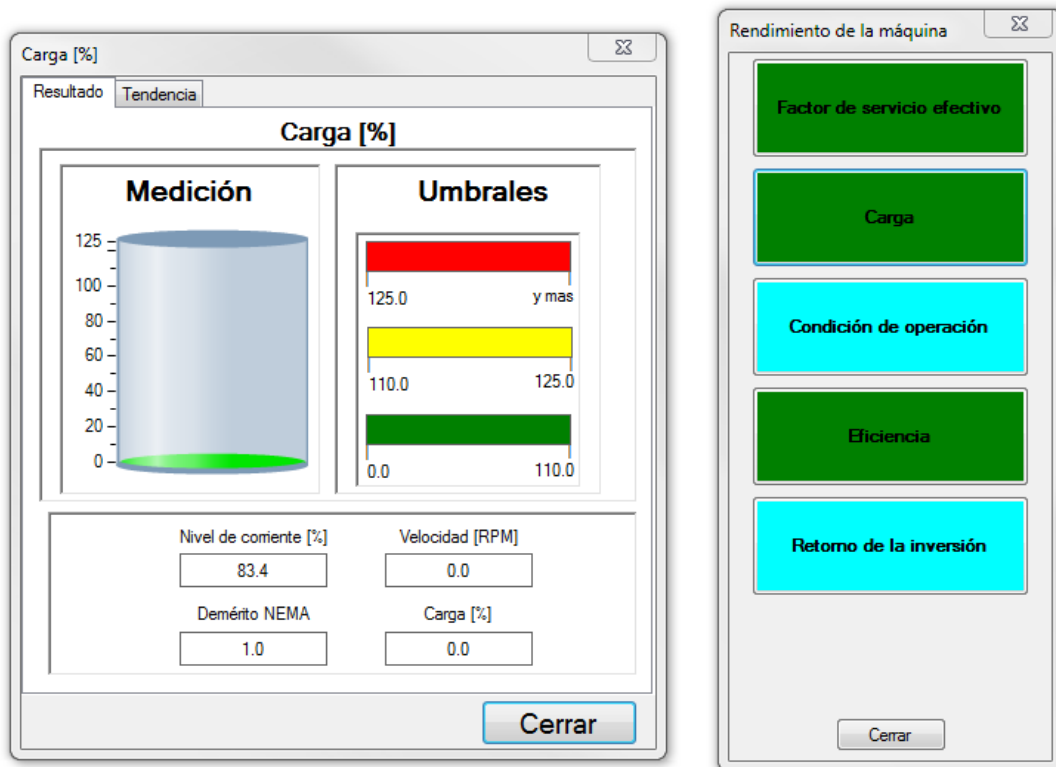 Carga [%]
Resultado
Tendencia
Carga [%]
Medición
125
100
80
60
40
20
0
Umbrales
125.0 y mas
110.0 125.0
0.0 110.0
Nivel de corriente [%] Velocidad [RPM]
83.4 0.0
Demérito NEMA Carga [%]
1.0 0.0
Cerrar
Rendimiento de la máquina
Factor de servicio efectivo
Carga
Condición de operación
Eficiencia
Retorno de la inversión
Cerrar